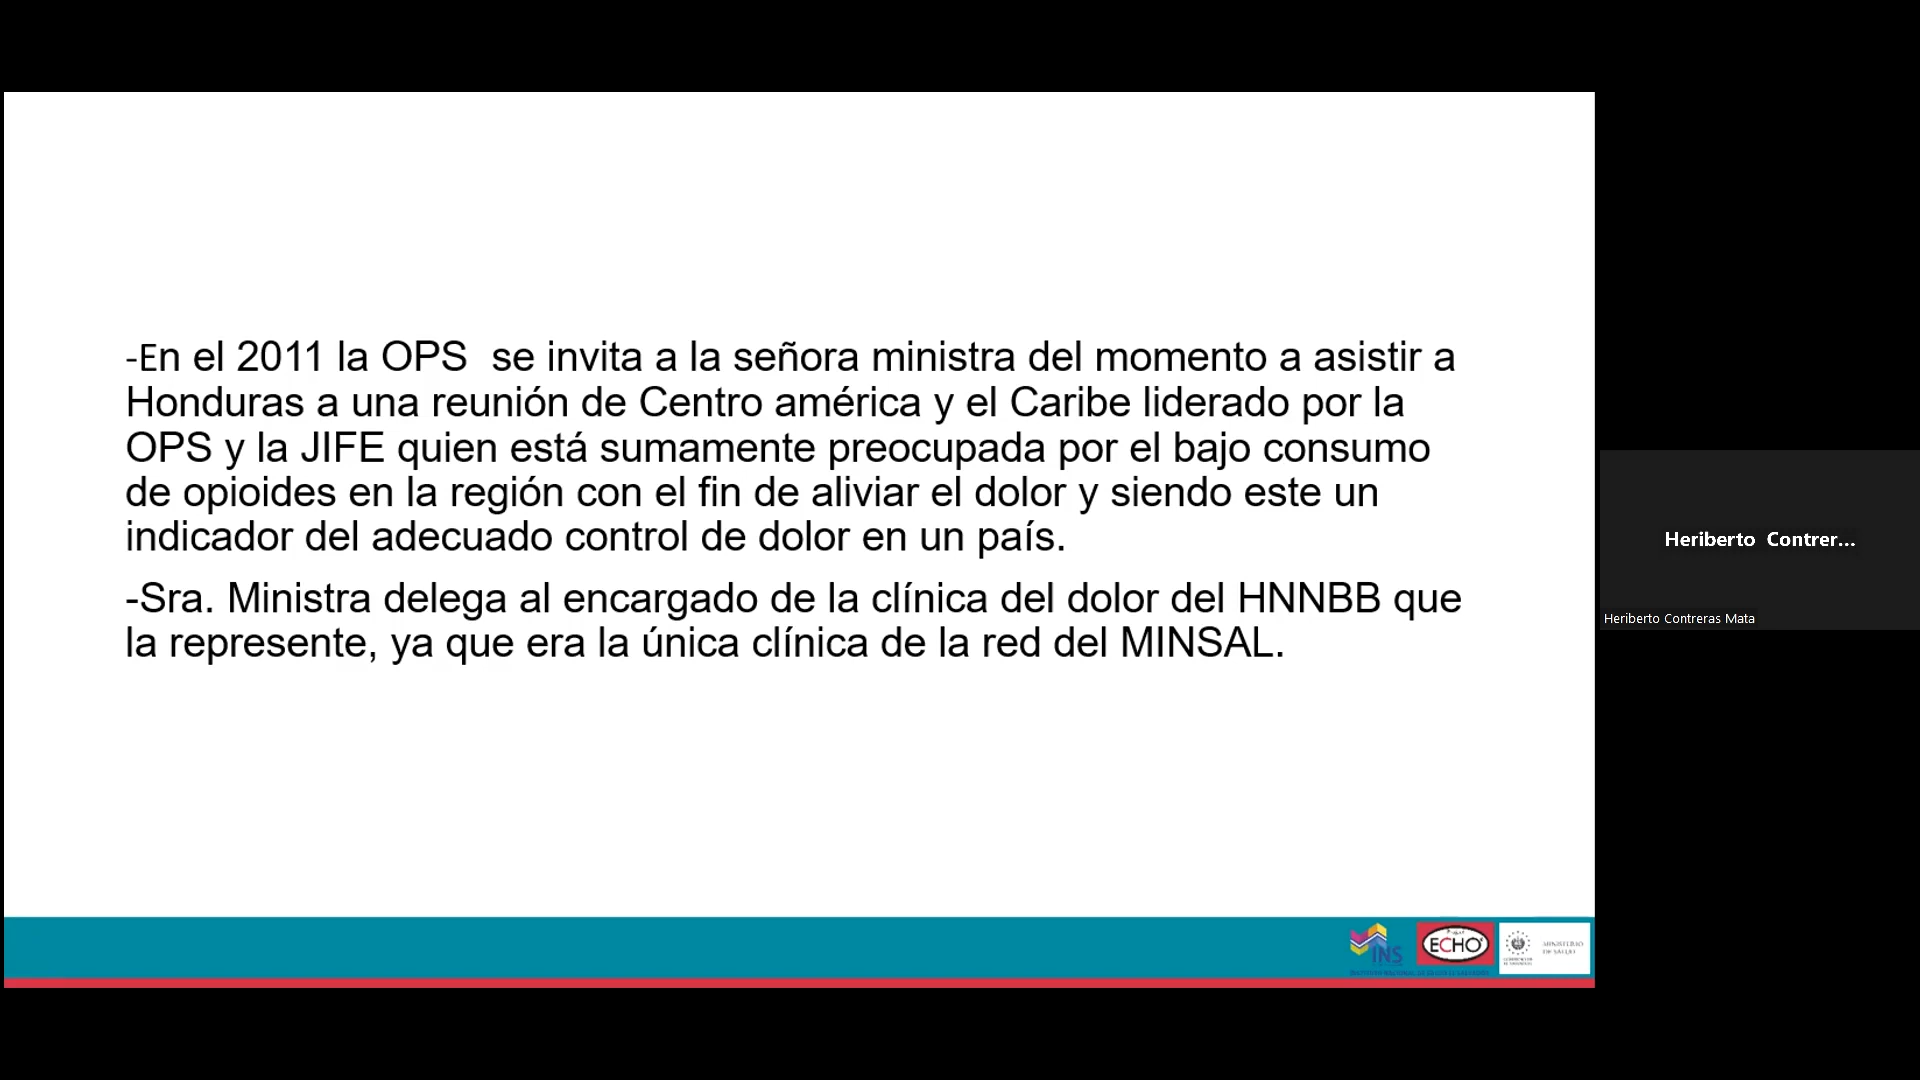 -En el 2011 la OPS  se invita a la señora ministra del momento a asistir a
Honduras a una reunión de Centro américa y el Caribe liderado por la
OPS y la JIFE quien está sumamente preocupada por el bajo consumo
de opioides en la región con el fin de aliviar el dolor y siendo este un
indicador del adecuado control de dolor en un país.
-Sra. Ministra delega al encargado de la clínica del dolor del HNNBB que
la represente, ya que era la única clínica de la red del MINSAL.
Heriberto  Contrer...
Heriberto Contreras Mata
INS
ECHO
MINISTERIO
DE SALUD